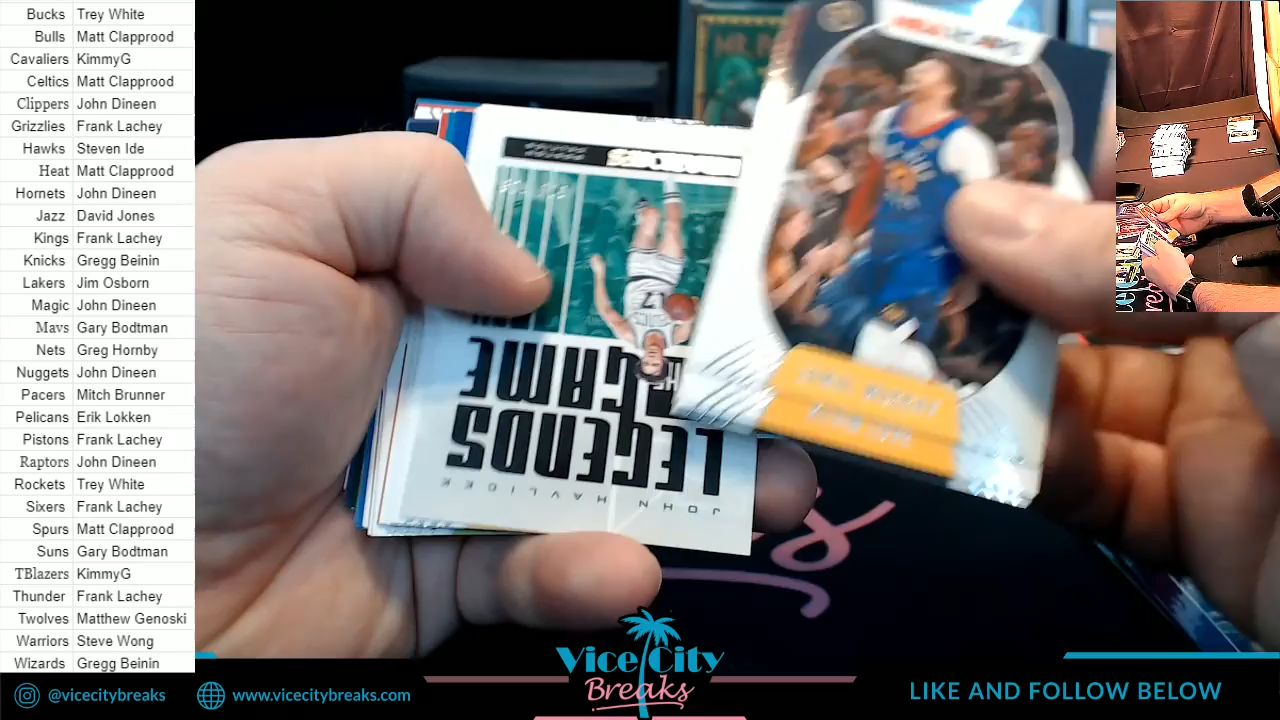 Bucks Trey White
Bulls Matt Clapprood
Cavaliers KimmyG
Celtics Matt Clapprood
Clippers John Dineen
Grizzlies Frank Lachey
Hawks Steven Ide
Heat Matt Clapprood
Hornets John Dineen
Jazz David Jones
Kings Frank Lachey
Knicks Gregg Beinin
Lakers Jim Osborn
Magic John Dineen
Mavs Gary Bodtman
Nets Greg Hornby
Nuggets John Dineen
Pacers Mitch Brunner
Pelicans Erik Lokken
Pistons Frank Lachey
Raptors John Dineen
Rockets Trey White
Sixers Frank Lachey
Spurs Matt Clapprood
Suns Gary Bodtman
TBlazers KimmyG
Thunder Frank Lachey
Twolves Matthew Genoski
Warriors Steve Wong
Wizards Gregg Beinin
17
GAME
LEGENDS
JOHN HAVLICEK
Vice City
Breaks
@vicecitybreaks
www.vicecitybreaks.com
LIKE AND FOLLOW BELOW